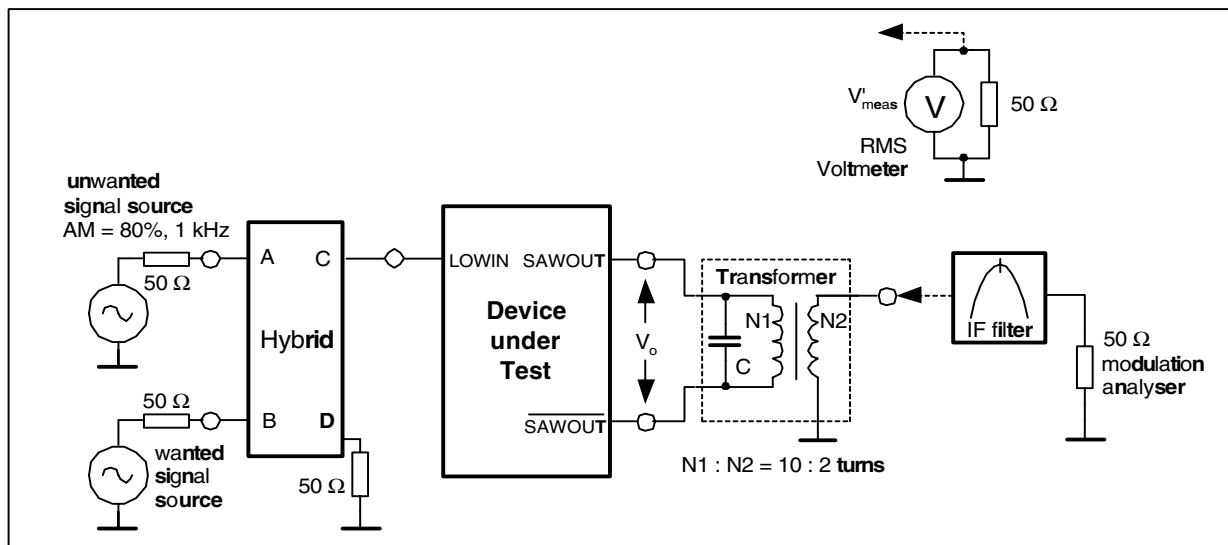 V'meas
V
50 Ω
RMS
Voltmeter
unwanted
signal source
AM = 80%, 1 kHz
50 Ω
A
C
LOWIN
SAWOUT
Transformer
N1
N2
IF filter
50 Ω
modulation
analyser
Hybrid
Device
under
Test
Vo
C
50 Ω
B
D
SAWOUT
wanted
signal
source
50 Ω
N1 : N2 = 10 : 2 turns